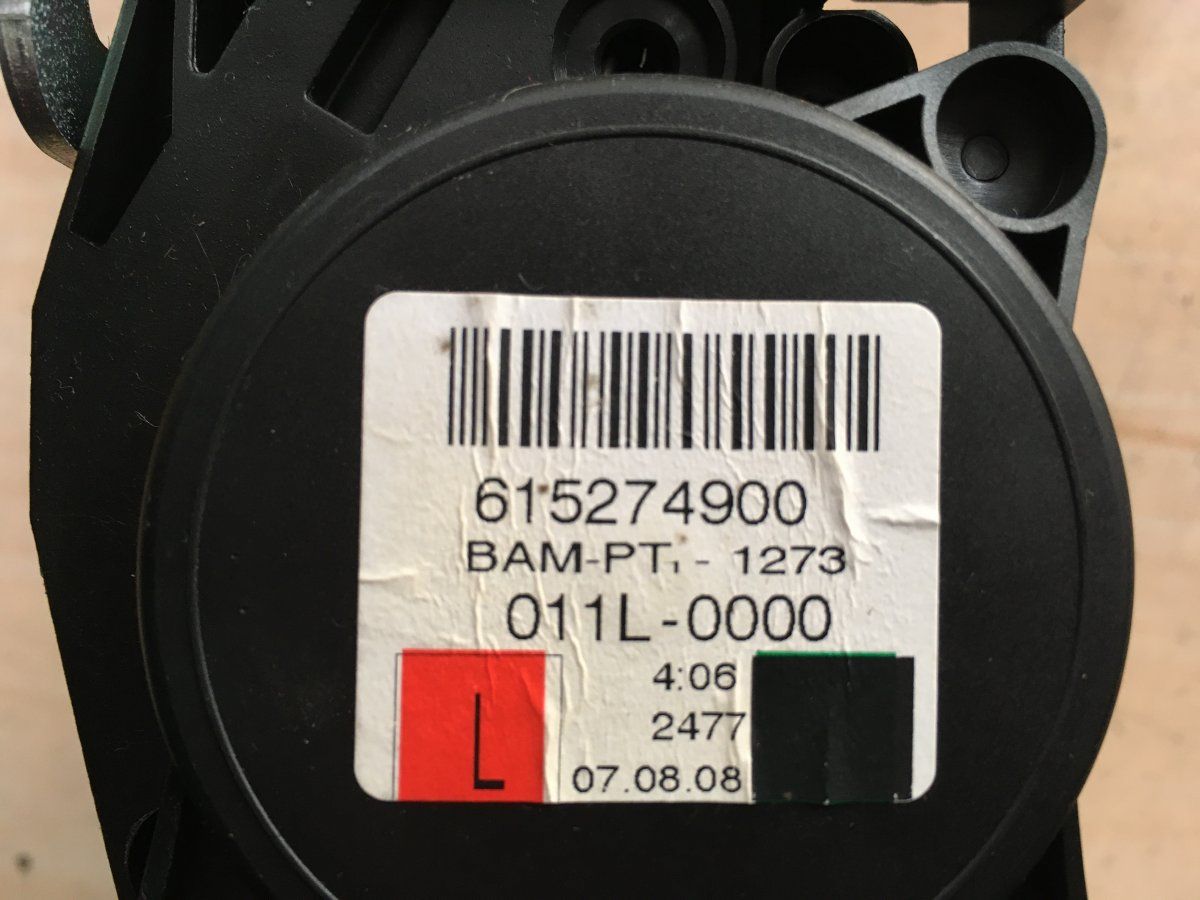 615274900
BAM-PT, - 1273
011L-0000
4:06
L
2477
07.08.08